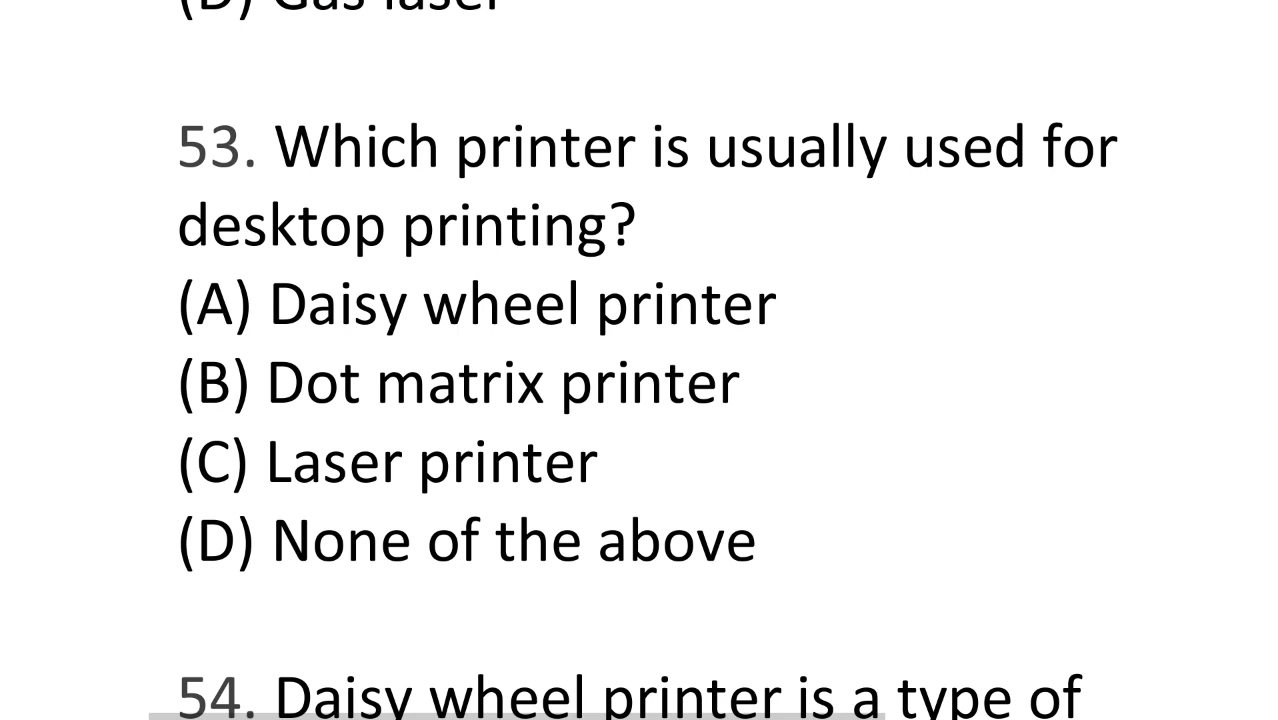 (D) Gas laser
53. Which printer is usually used for
desktop printing?
(A) Daisy wheel printer
(B) Dot matrix printer
(C) Laser printer
(D) None of the above
54. Daisy wheel printer is a type of